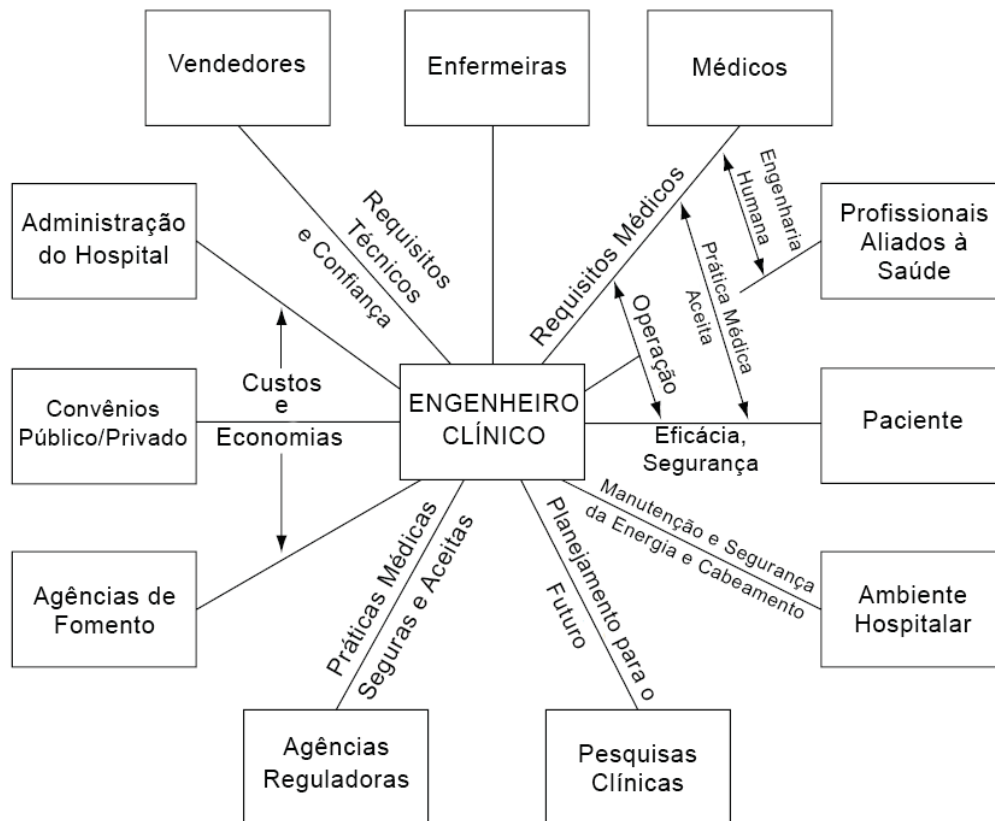 Vendedores
Enfermeiras
Médicos
Administração
do Hospital
Requisitos
Técnicos
e Confiança
Requisitos Médicos
Engenharia
Humana
Profissionais
Aliados à
Saúde
Prática Médica
Aceita
Operação
Convênios
Público/Privado
Custos
e
Economias
ENGENHEIRO
CLÍNICO
Eficácia,
Segurança
Paciente
Agências de
Fomento
Práticas Médicas
Seguras e Aceitas
Planejamento para o
Futuro
Manutenção e Segurança
da Energia e Cabeamento
Ambiente
Hospitalar
Agências
Reguladoras
Pesquisas
Clínicas